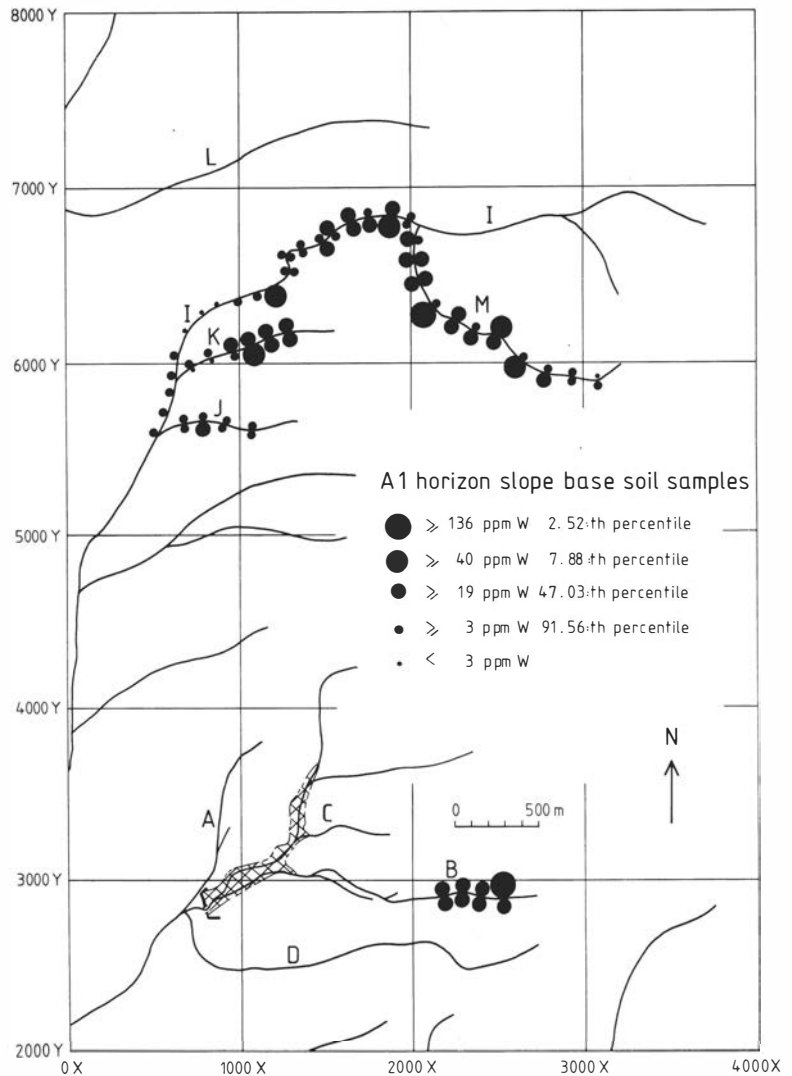 8000 Y
L
7000 Y
I
I
M
K
6000 Y
J
A1 horizon slope base soil samples
⩾ 136 ppm W 2.52:th percentile
⩾ 40 ppm W 7.88:th percentile
⩾ 19 ppm W 47.03:th percentile
⩾ 3 ppm W 91.56:th percentile
< 3 ppm W
5000 Y
4000 Y
N
A
C
0 500 m
3000 Y
B
D
2000 Y
0 X 1000 X 2000 X 3000 X 4000 X